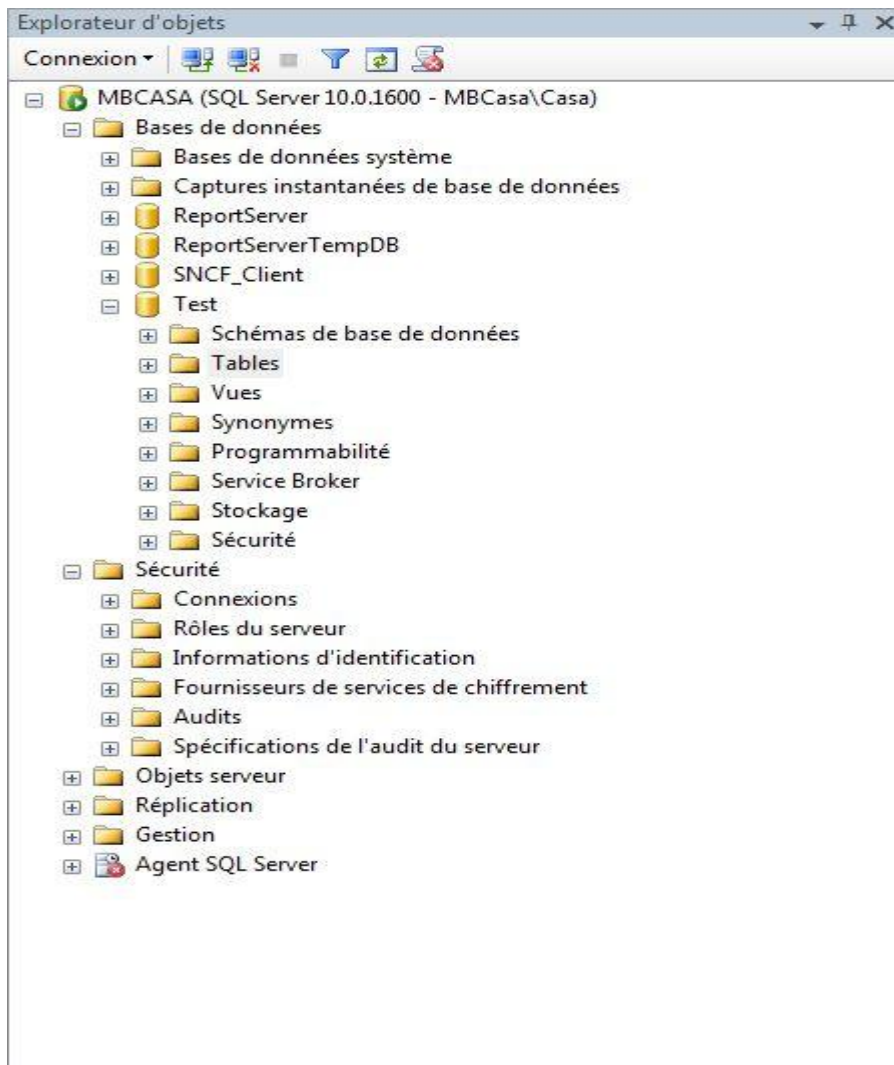 Explorateur d'objets
Connexion
MBCASA (SQL Server 10.0.1600 - MBCasa\Casa)
Bases de données
Bases de données système
Captures instantanées de base de données
ReportServer
ReportServerTempDB
SNCF_Client
Test
Schémas de base de données
Tables
Vues
Synonymes
Programmabilité
Service Broker
Stockage
Sécurité
Sécurité
Connexions
Rôles du serveur
Informations d'identification
Fournisseurs de services de chiffrement
Audits
Spécifications de l'audit du serveur
Objets serveur
Réplication
Gestion
Agent SQL Server